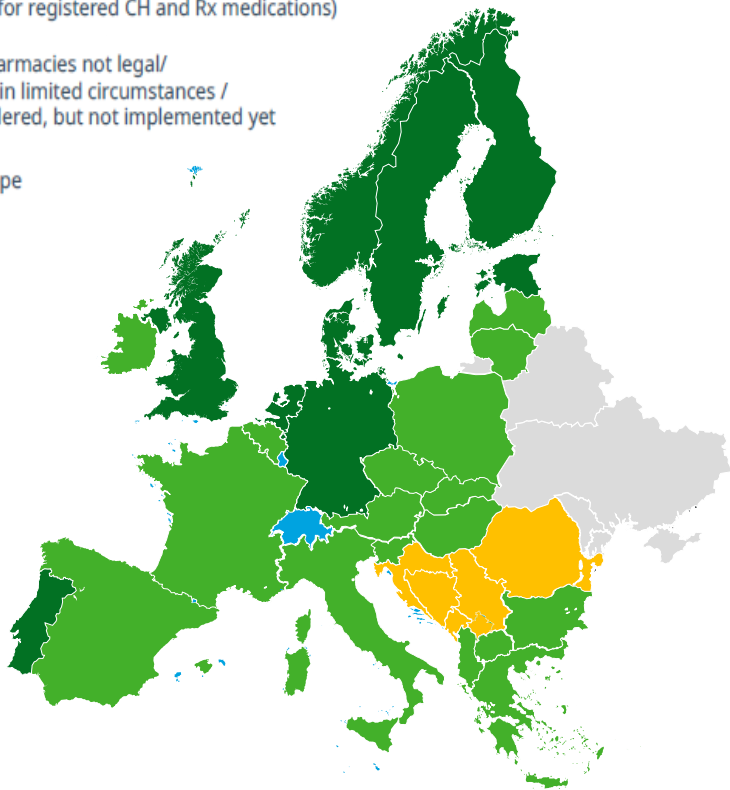 for registered CH and Rx medications)
armacies not legal/
in limited circumstances /
dered, but not implemented yet
pe